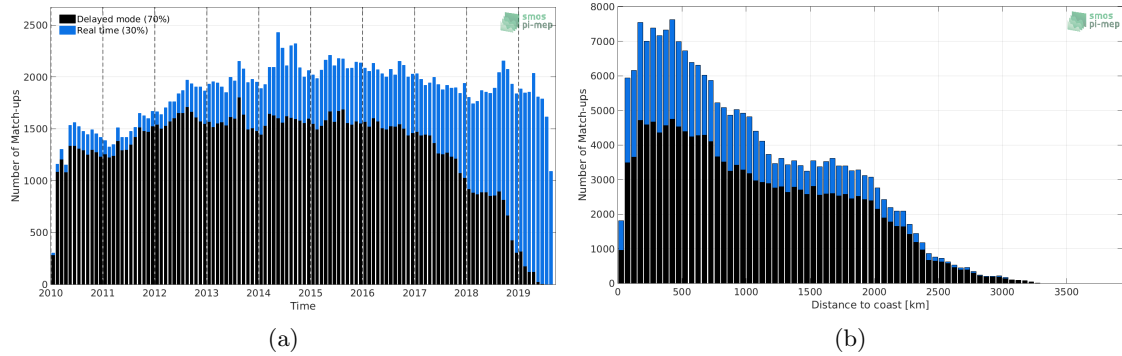 Delayed mode (70%)
Real time (30%)
smos
pi-mep
Number of Match-ups
2500
2000
1500
1000
500
0
2010 2011 2012 2013 2014 2015 2016 2017 2018 2019
Time
(a)
smos
pi-mep
Number of Match-ups
8000
7000
6000
5000
4000
3000
2000
1000
0
0 500 1000 1500 2000 2500 3000 3500
Distance to coast [km]
(b)